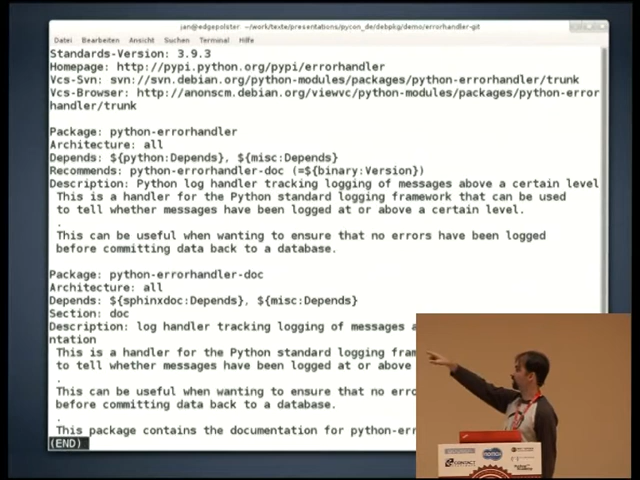 jan@edgepolster: ~/work/texte/presentations/pycon_de/debpkg/demo/errorhandler-git
Datei Bearbeiten Ansicht Suchen Terminal Hilfe
Standards-Version: 3.9.3
Homepage: http://pypi.python.org/pypi/errorhandler
Vcs-Svn: svn://svn.debian.org/python-modules/packages/python-errorhandler/trunk
Vcs-Browser: http://anonscm.debian.org/viewvc/python-modules/packages/python-error
handler/trunk
Package: python-errorhandler
Architecture: all
Depends: ${python:Depends}, ${misc:Depends}
Recommends: python-errorhandler-doc (=${binary:Version})
Description: Python log handler tracking logging of messages above a certain level
This is a handler for the Python standard logging framework that can be used
to tell whether messages have been logged at or above a certain level.
.
This can be useful when wanting to ensure that no errors have been logged
before committing data back to a database.
Package: python-errorhandler-doc
Architecture: all
Depends: ${sphinxdoc:Depends}, ${misc:Depends}
Section: doc
Description: log handler tracking logging of messages a
ntation
This is a handler for the Python standard logging fram
to tell whether messages have been logged at or above
.
This can be useful when wanting to ensure that no erro
before committing data back to a database.
.
This package contains the documentation for python-err
(END)
CONTACT